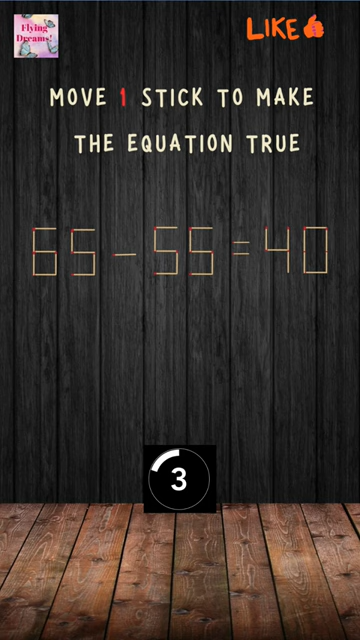 Flying
Dreams!
LIKE
MOVE 1 STICK TO MAKE
THE EQUATION TRUE
65-55=40
3